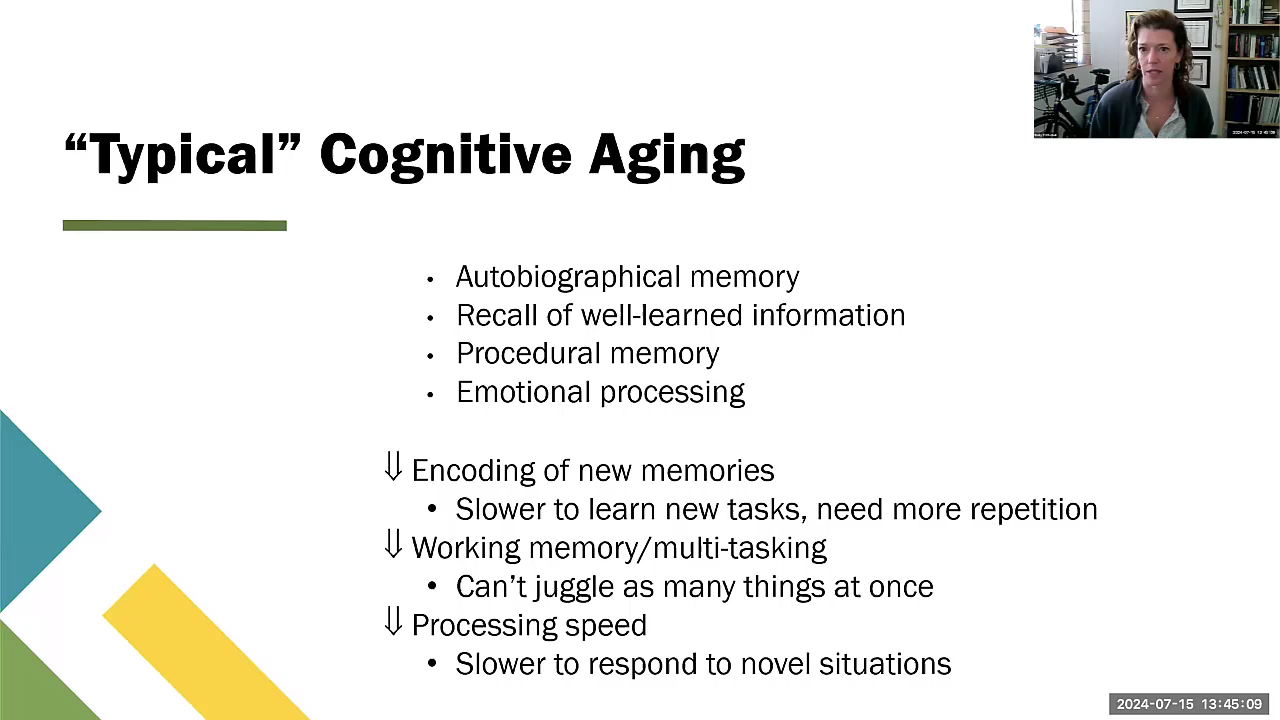 “Typical” Cognitive Aging
• Autobiographical memory
• Recall of well-learned information
• Procedural memory
• Emotional processing
⇓ Encoding of new memories
• Slower to learn new tasks, need more repetition
⇓ Working memory/multi-tasking
• Can’t juggle as many things at once
⇓ Processing speed
• Slower to respond to novel situations
2024-07-15 13:45:09